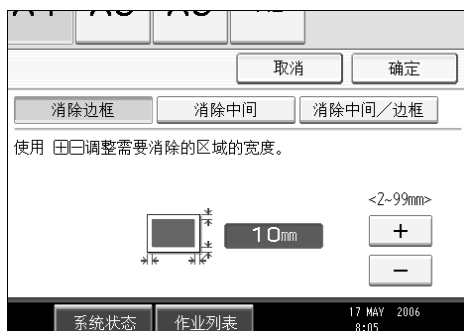 取消 确定
消除边框 消除中间 消除中间／边框
使用 ⊞⊟调整需要消除的区域的宽度。
<2~99mm>
10mm
+
−
系统状态 作业列表 17 MAY 2006
8:05